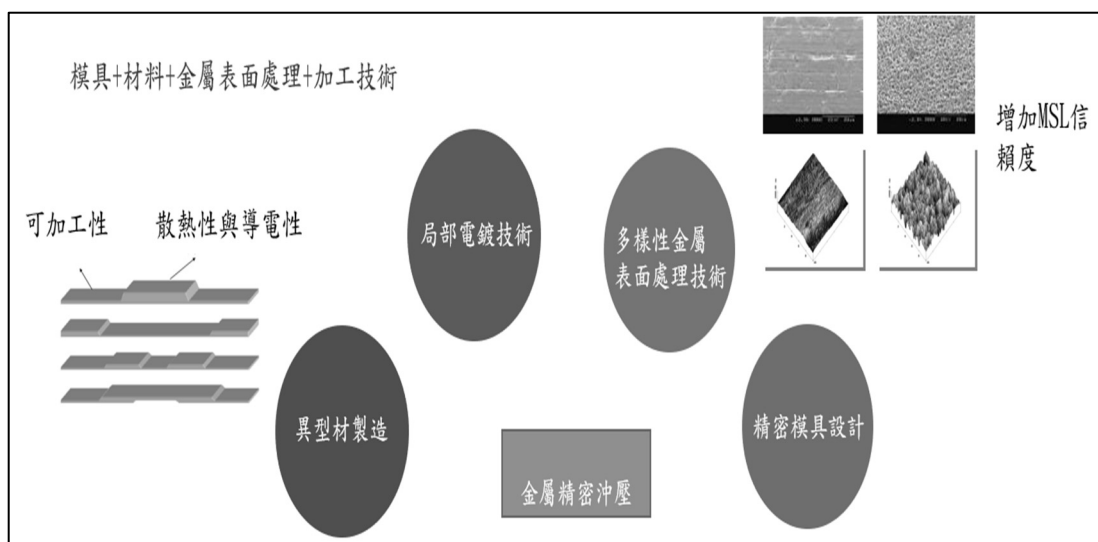 模具+材料+金屬表面處理+加工技術
增加MSL信
賴度
可加工性
散熱性與導電性
局部電鍍技術
多樣性金屬
表面處理技術
異型材製造
精密模具設計
金屬精密沖壓